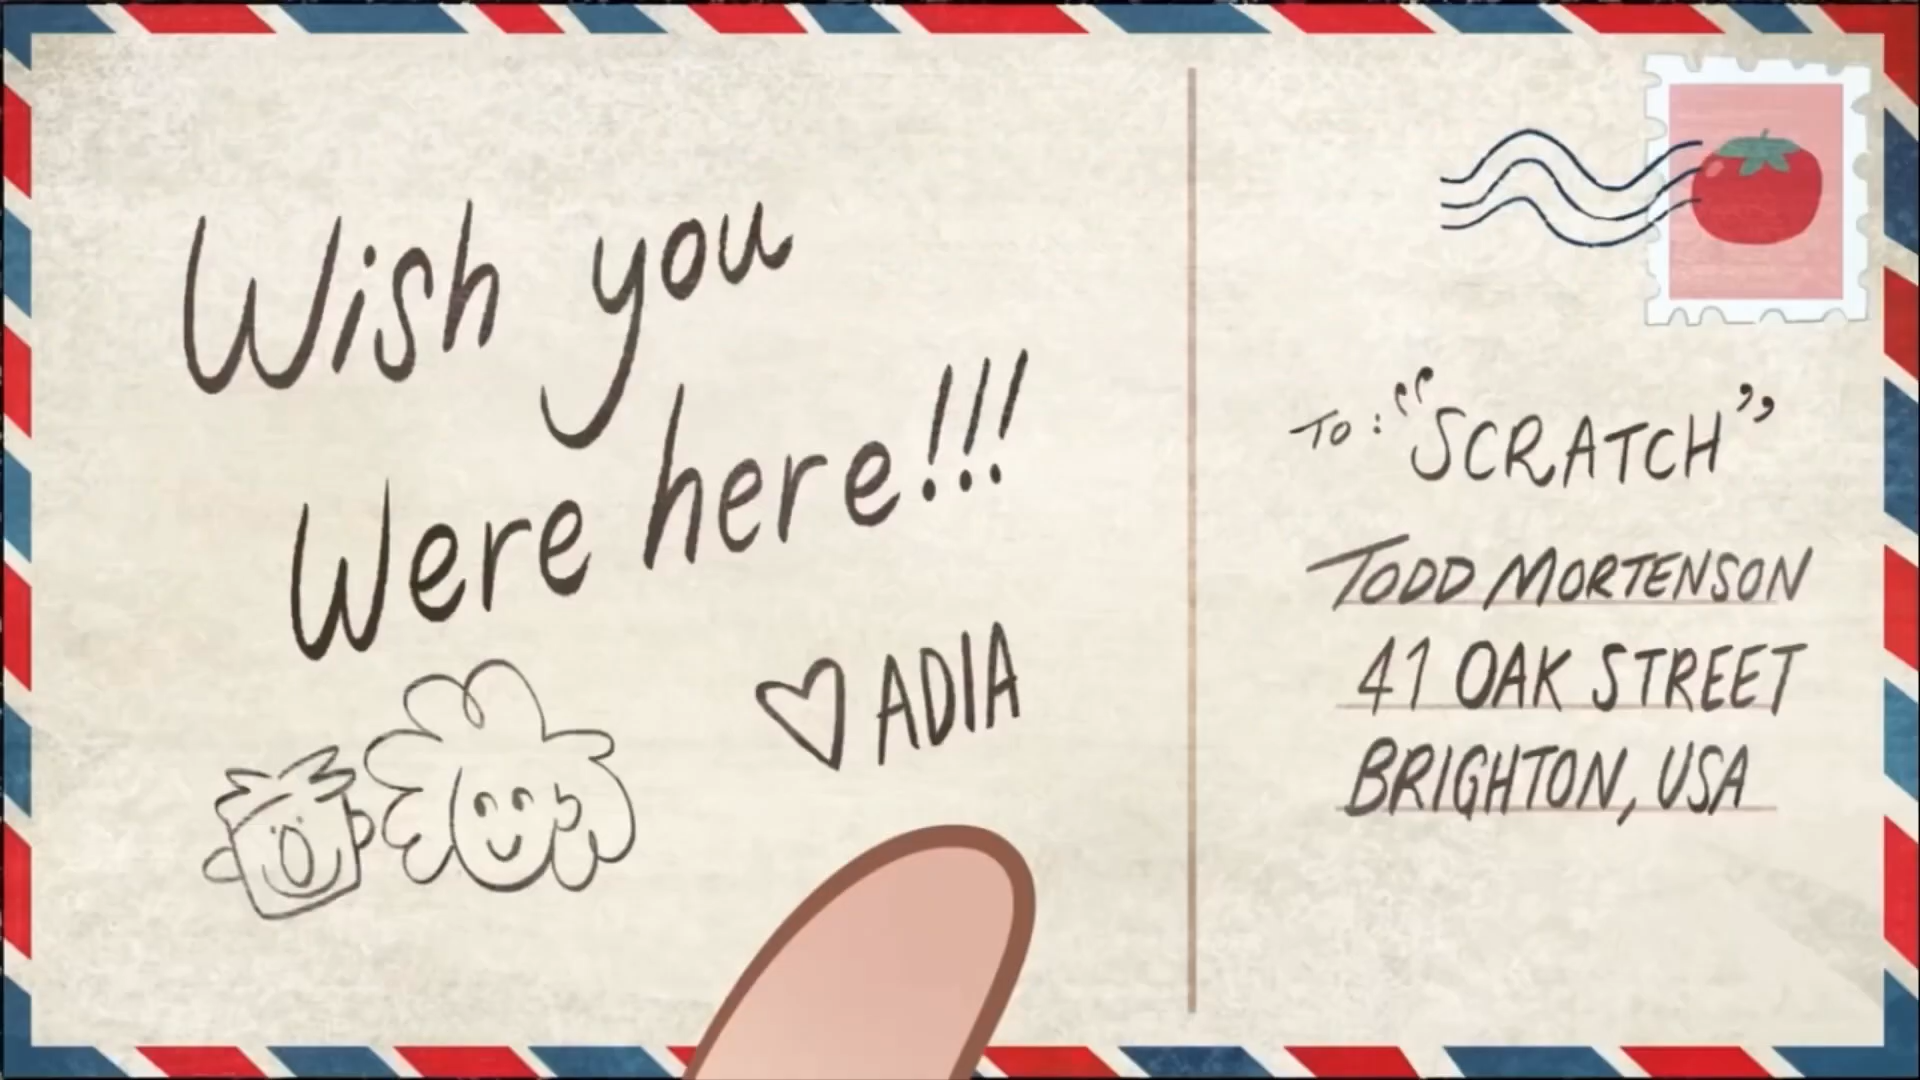 Wish you
Were here!!!
♡ ADIA
TO: "SCRATCH"
TODD MORTENSON
41 OAK STREET
BRIGHTON, USA